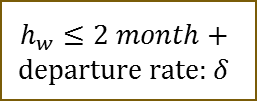 h_w ≤ 2 month +
departure rate: δ